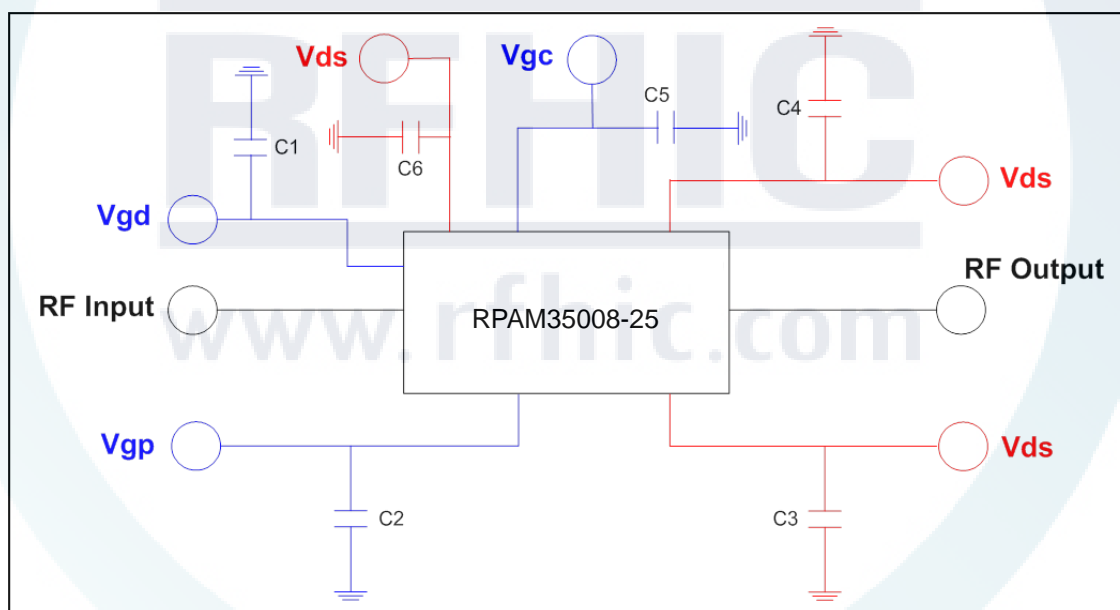 RFHIC
Vds
Vgc
C5
C4
C1
C6
Vds
Vgd
RF Output
RF Input
RPAM35008-25
www.rfhic.com
Vgp
Vds
C2
C3